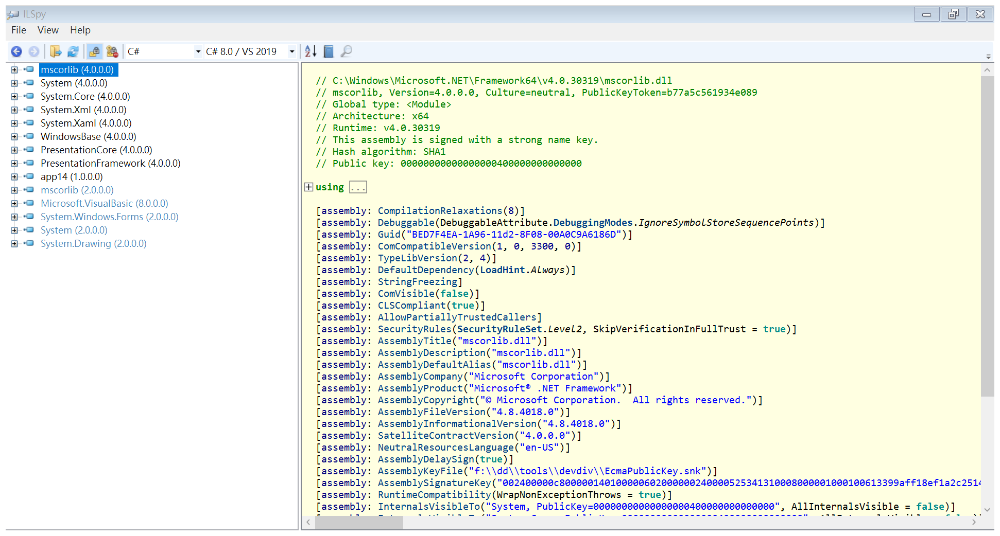 ILSpy
File View Help
C# C# 8.0 / VS 2019
mscorlib (4.0.0.0)
System (4.0.0.0)
System.Core (4.0.0.0)
System.Xml (4.0.0.0)
System.Xaml (4.0.0.0)
WindowsBase (4.0.0.0)
PresentationCore (4.0.0.0)
PresentationFramework (4.0.0.0)
app14 (1.0.0.0)
mscorlib (2.0.0.0)
Microsoft.VisualBasic (8.0.0.0)
System.Windows.Forms (2.0.0.0)
System (2.0.0.0)
System.Drawing (2.0.0.0)
// C:\Windows\Microsoft.NET\Framework64\v4.0.30319\mscorlib.dll
// mscorlib, Version=4.0.0.0, Culture=neutral, PublicKeyToken=b77a5c561934e089
// Global type: <Module>
// Architecture: x64
// Runtime: v4.0.30319
// This assembly is signed with a strong name key.
// Hash algorithm: SHA1
// Public key: 00000000000000000400000000000000
using ...
[assembly: CompilationRelaxations(8)]
[assembly: Debuggable(DebuggableAttribute.DebuggingModes.IgnoreSymbolStoreSequencePoints)]
[assembly: Guid("BED7F4EA-1A96-11d2-8F08-00A0C9A6186D")]
[assembly: ComCompatibleVersion(1, 0, 3300, 0)]
[assembly: TypeLibVersion(2, 4)]
[assembly: DefaultDependency(LoadHint.Always)]
[assembly: StringFreezing]
[assembly: ComVisible(false)]
[assembly: CLSCompliant(true)]
[assembly: AllowPartiallyTrustedCallers]
[assembly: SecurityRules(SecurityRuleSet.Level2, SkipVerificationInFullTrust = true)]
[assembly: AssemblyTitle("mscorlib.dll")]
[assembly: AssemblyDescription("mscorlib.dll")]
[assembly: AssemblyDefaultAlias("mscorlib.dll")]
[assembly: AssemblyCompany("Microsoft Corporation")]
[assembly: AssemblyProduct("Microsoft® .NET Framework")]
[assembly: AssemblyCopyright("© Microsoft Corporation.  All rights reserved.")]
[assembly: AssemblyFileVersion("4.8.4018.0")]
[assembly: AssemblyInformationalVersion("4.8.4018.0")]
[assembly: SatelliteContractVersion("4.0.0.0")]
[assembly: NeutralResourcesLanguage("en-US")]
[assembly: AssemblyDelaySign(true)]
[assembly: AssemblyKeyFile("f:\\dd\\tools\\devdiv\\EcmaPublicKey.snk")]
[assembly: AssemblySignatureKey("002400000c800000140100000602000000240000525341310008000001000100613399aff18ef1a2c2514
[assembly: RuntimeCompatibility(WrapNonExceptionThrows = true)]
[assembly: InternalsVisibleTo("System, PublicKey=00000000000000000400000000000000", AllInternalsVisible = false)]